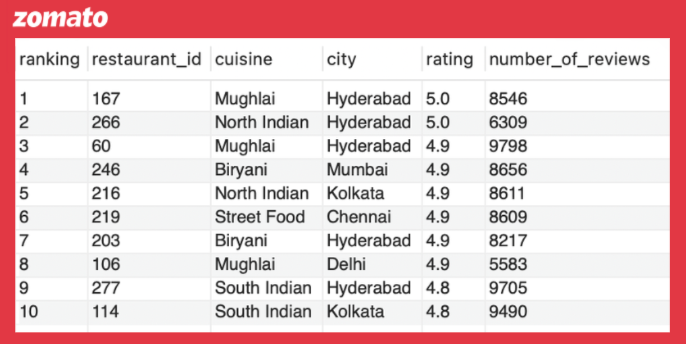 zomato
ranking restaurant_id cuisine city rating number_of_reviews
1 167 Mughlai Hyderabad 5.0 8546
2 266 North Indian Hyderabad 5.0 6309
3 60 Mughlai Hyderabad 4.9 9798
4 246 Biryani Mumbai 4.9 8656
5 216 North Indian Kolkata 4.9 8611
6 219 Street Food Chennai 4.9 8609
7 203 Biryani Hyderabad 4.9 8217
8 106 Mughlai Delhi 4.9 5583
9 277 South Indian Hyderabad 4.8 9705
10 114 South Indian Kolkata 4.8 9490